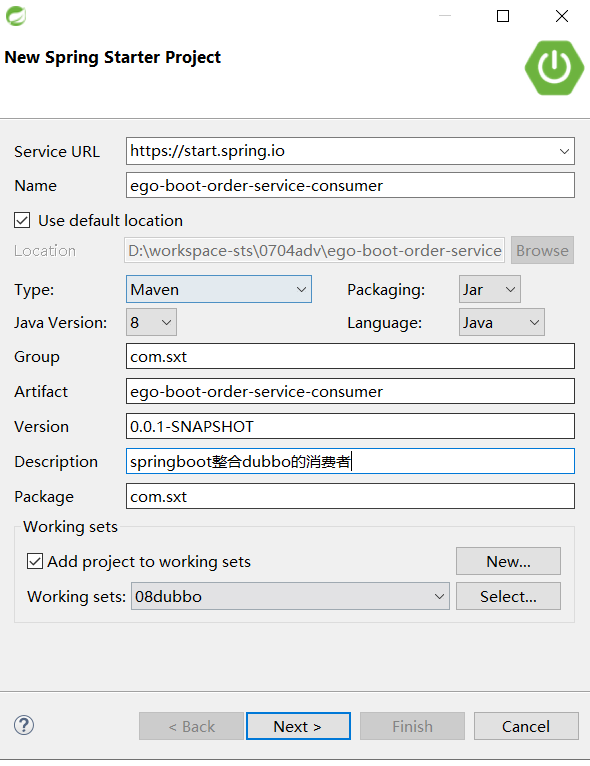 New Spring Starter Project
Service URL https://start.spring.io
Name ego-boot-order-service-consumer
Use default location
Location D:\workspace-sts\0704adv\ego-boot-order-service Browse
Type: Maven Packaging: Jar
Java Version: 8 Language: Java
Group com.sxt
Artifact ego-boot-order-service-consumer
Version 0.0.1-SNAPSHOT
Description springboot整合dubbo的消费者
Package com.sxt
Working sets
Add project to working sets New...
Working sets: 08dubbo Select...
? < Back Next > Finish Cancel